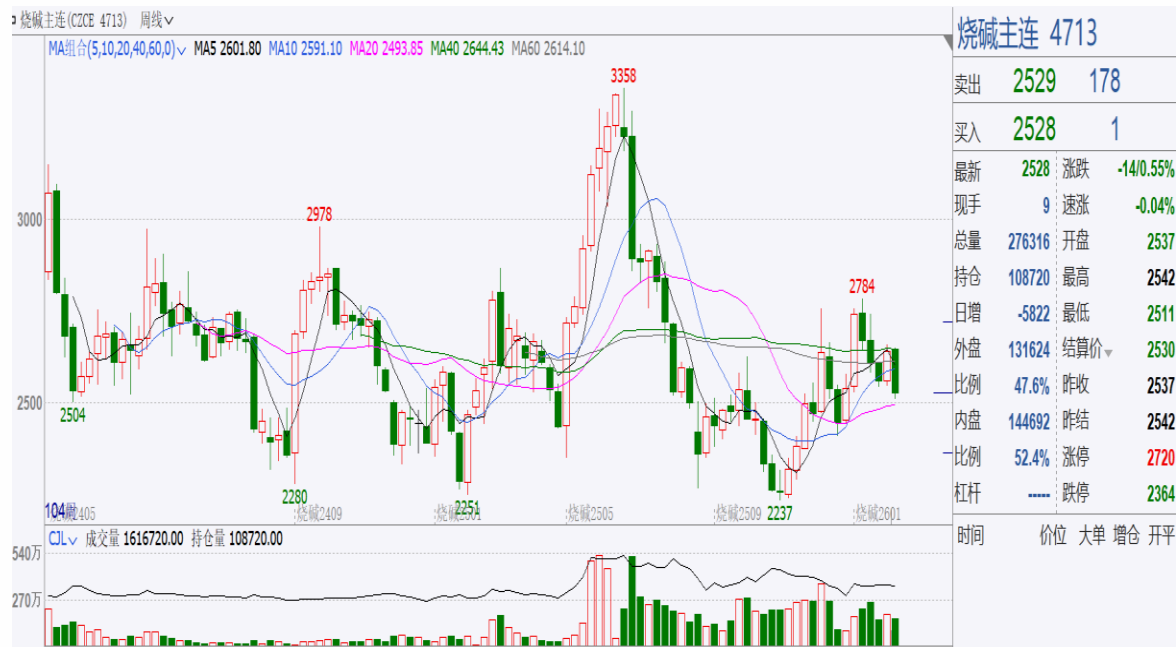 烧碱主连(CZCE 4713) 周线
MA组合(5,10,20,40,60,0) MA5 2601.80 MA10 2591.10 MA20 2493.85 MA40 2644.43 MA60 2614.10
3358
3000
2978
2784
2500
2504
2280
2251
2237
104周
烧碱2409
烧碱2505
烧碱2509
烧碱2601
CJL 成交量 1616720.00 持仓量 108720.00
540万
270万
烧碱主连 4713
卖出 2529 178
买入 2528 1
最新 2528 涨跌 -14/0.55%
现手 9 速涨 -0.04%
总量 276316 开盘 2537
持仓 108720 最高 2542
日增 -5822 最低 2511
外盘 131624 结算价 2530
比例 47.6% 昨收 2537
内盘 144692 昨结 2542
比例 52.4% 涨停 2720
杠杆 ----- 跌停 2364
时间 价位 大单 增仓 开平